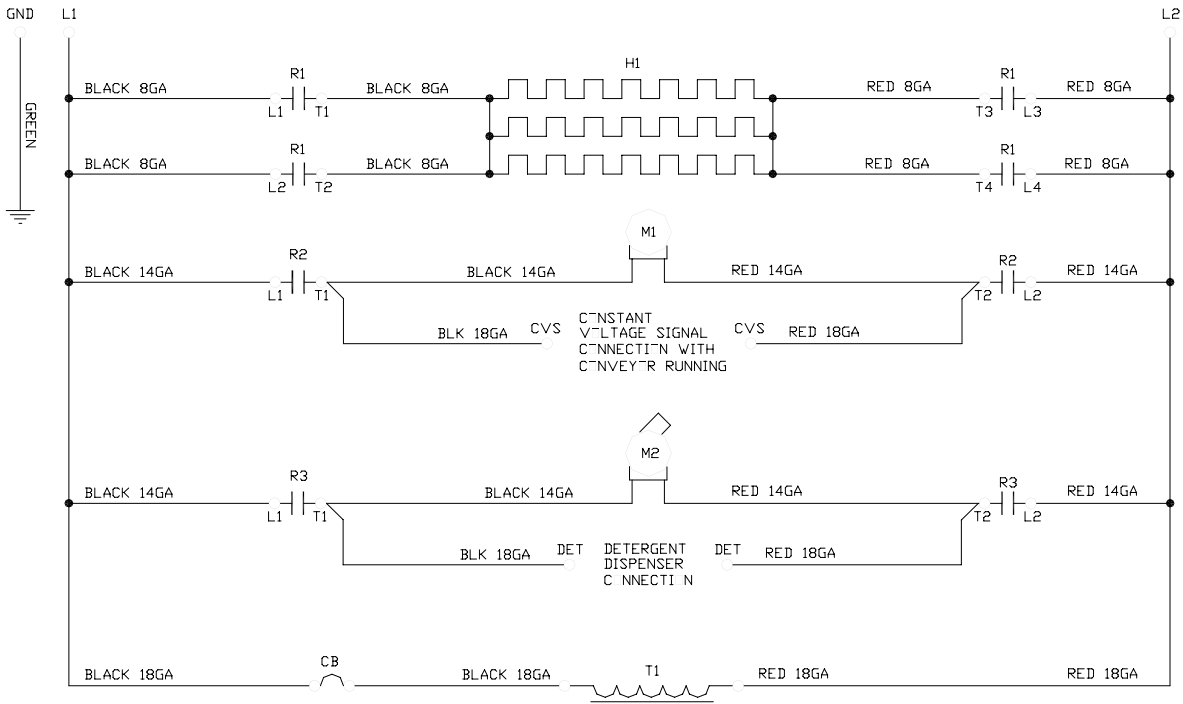 GND L1 L2
H1
R1 R1
BLACK 8GA BLACK 8GA RED 8GA RED 8GA
L1 T1 T3 L3
GREEN
R1 R1
BLACK 8GA BLACK 8GA RED 8GA RED 8GA
L2 T2 T4 L4
M1
R2 R2
BLACK 14GA BLACK 14GA RED 14GA RED 14GA
L1 T1 T2 L2
C NSTANT
BLK 18GA CVS V LTAGE SIGNAL CVS RED 18GA
C NNECTI N WITH
C NVEY R RUNNING
M2
R3 R3
BLACK 14GA BLACK 14GA RED 14GA RED 14GA
L1 T1 T2 L2
BLK 18GA DET DETERGENT DET RED 18GA
DISPENSER
C NNECTI N
CB T1
BLACK 18GA BLACK 18GA RED 18GA RED 18GA